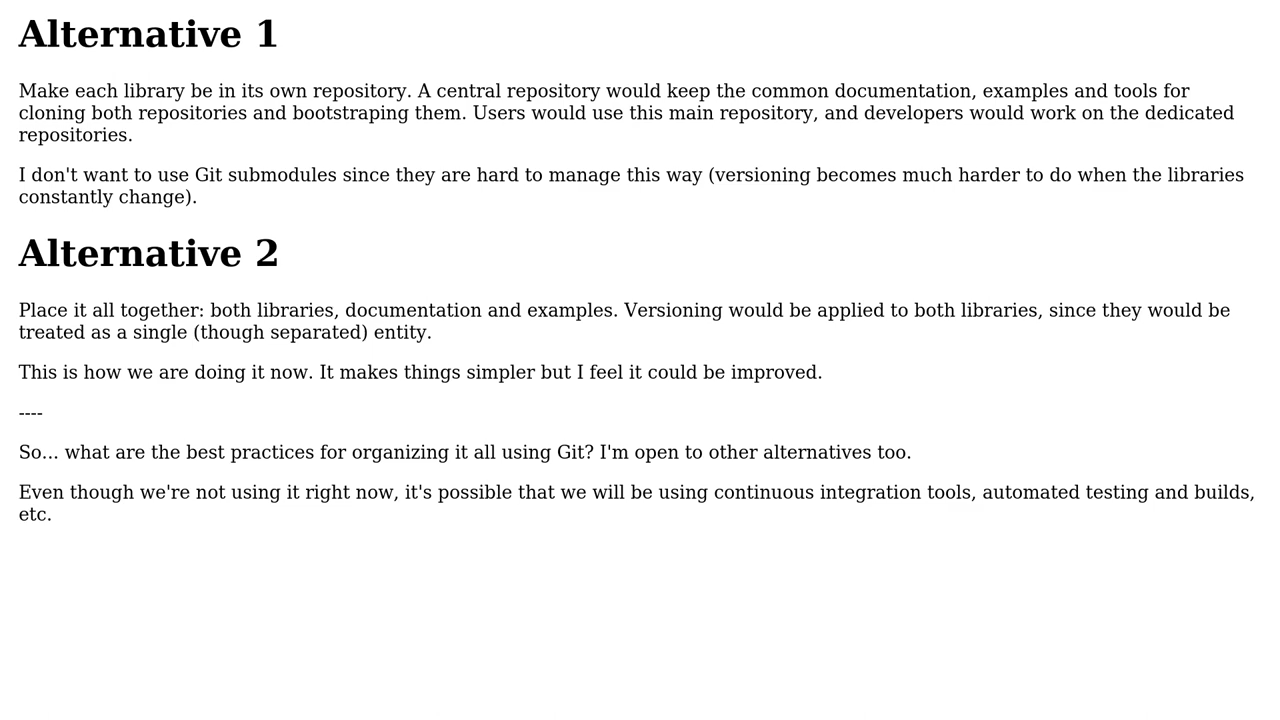 Alternative 1
Make each library be in its own repository. A central repository would keep the common documentation, examples and tools for
cloning both repositories and bootstraping them. Users would use this main repository, and developers would work on the dedicated
repositories.
I don't want to use Git submodules since they are hard to manage this way (versioning becomes much harder to do when the libraries
constantly change).
Alternative 2
Place it all together: both libraries, documentation and examples. Versioning would be applied to both libraries, since they would be
treated as a single (though separated) entity.
This is how we are doing it now. It makes things simpler but I feel it could be improved.
----
So... what are the best practices for organizing it all using Git? I'm open to other alternatives too.
Even though we're not using it right now, it's possible that we will be using continuous integration tools, automated testing and builds,
etc.